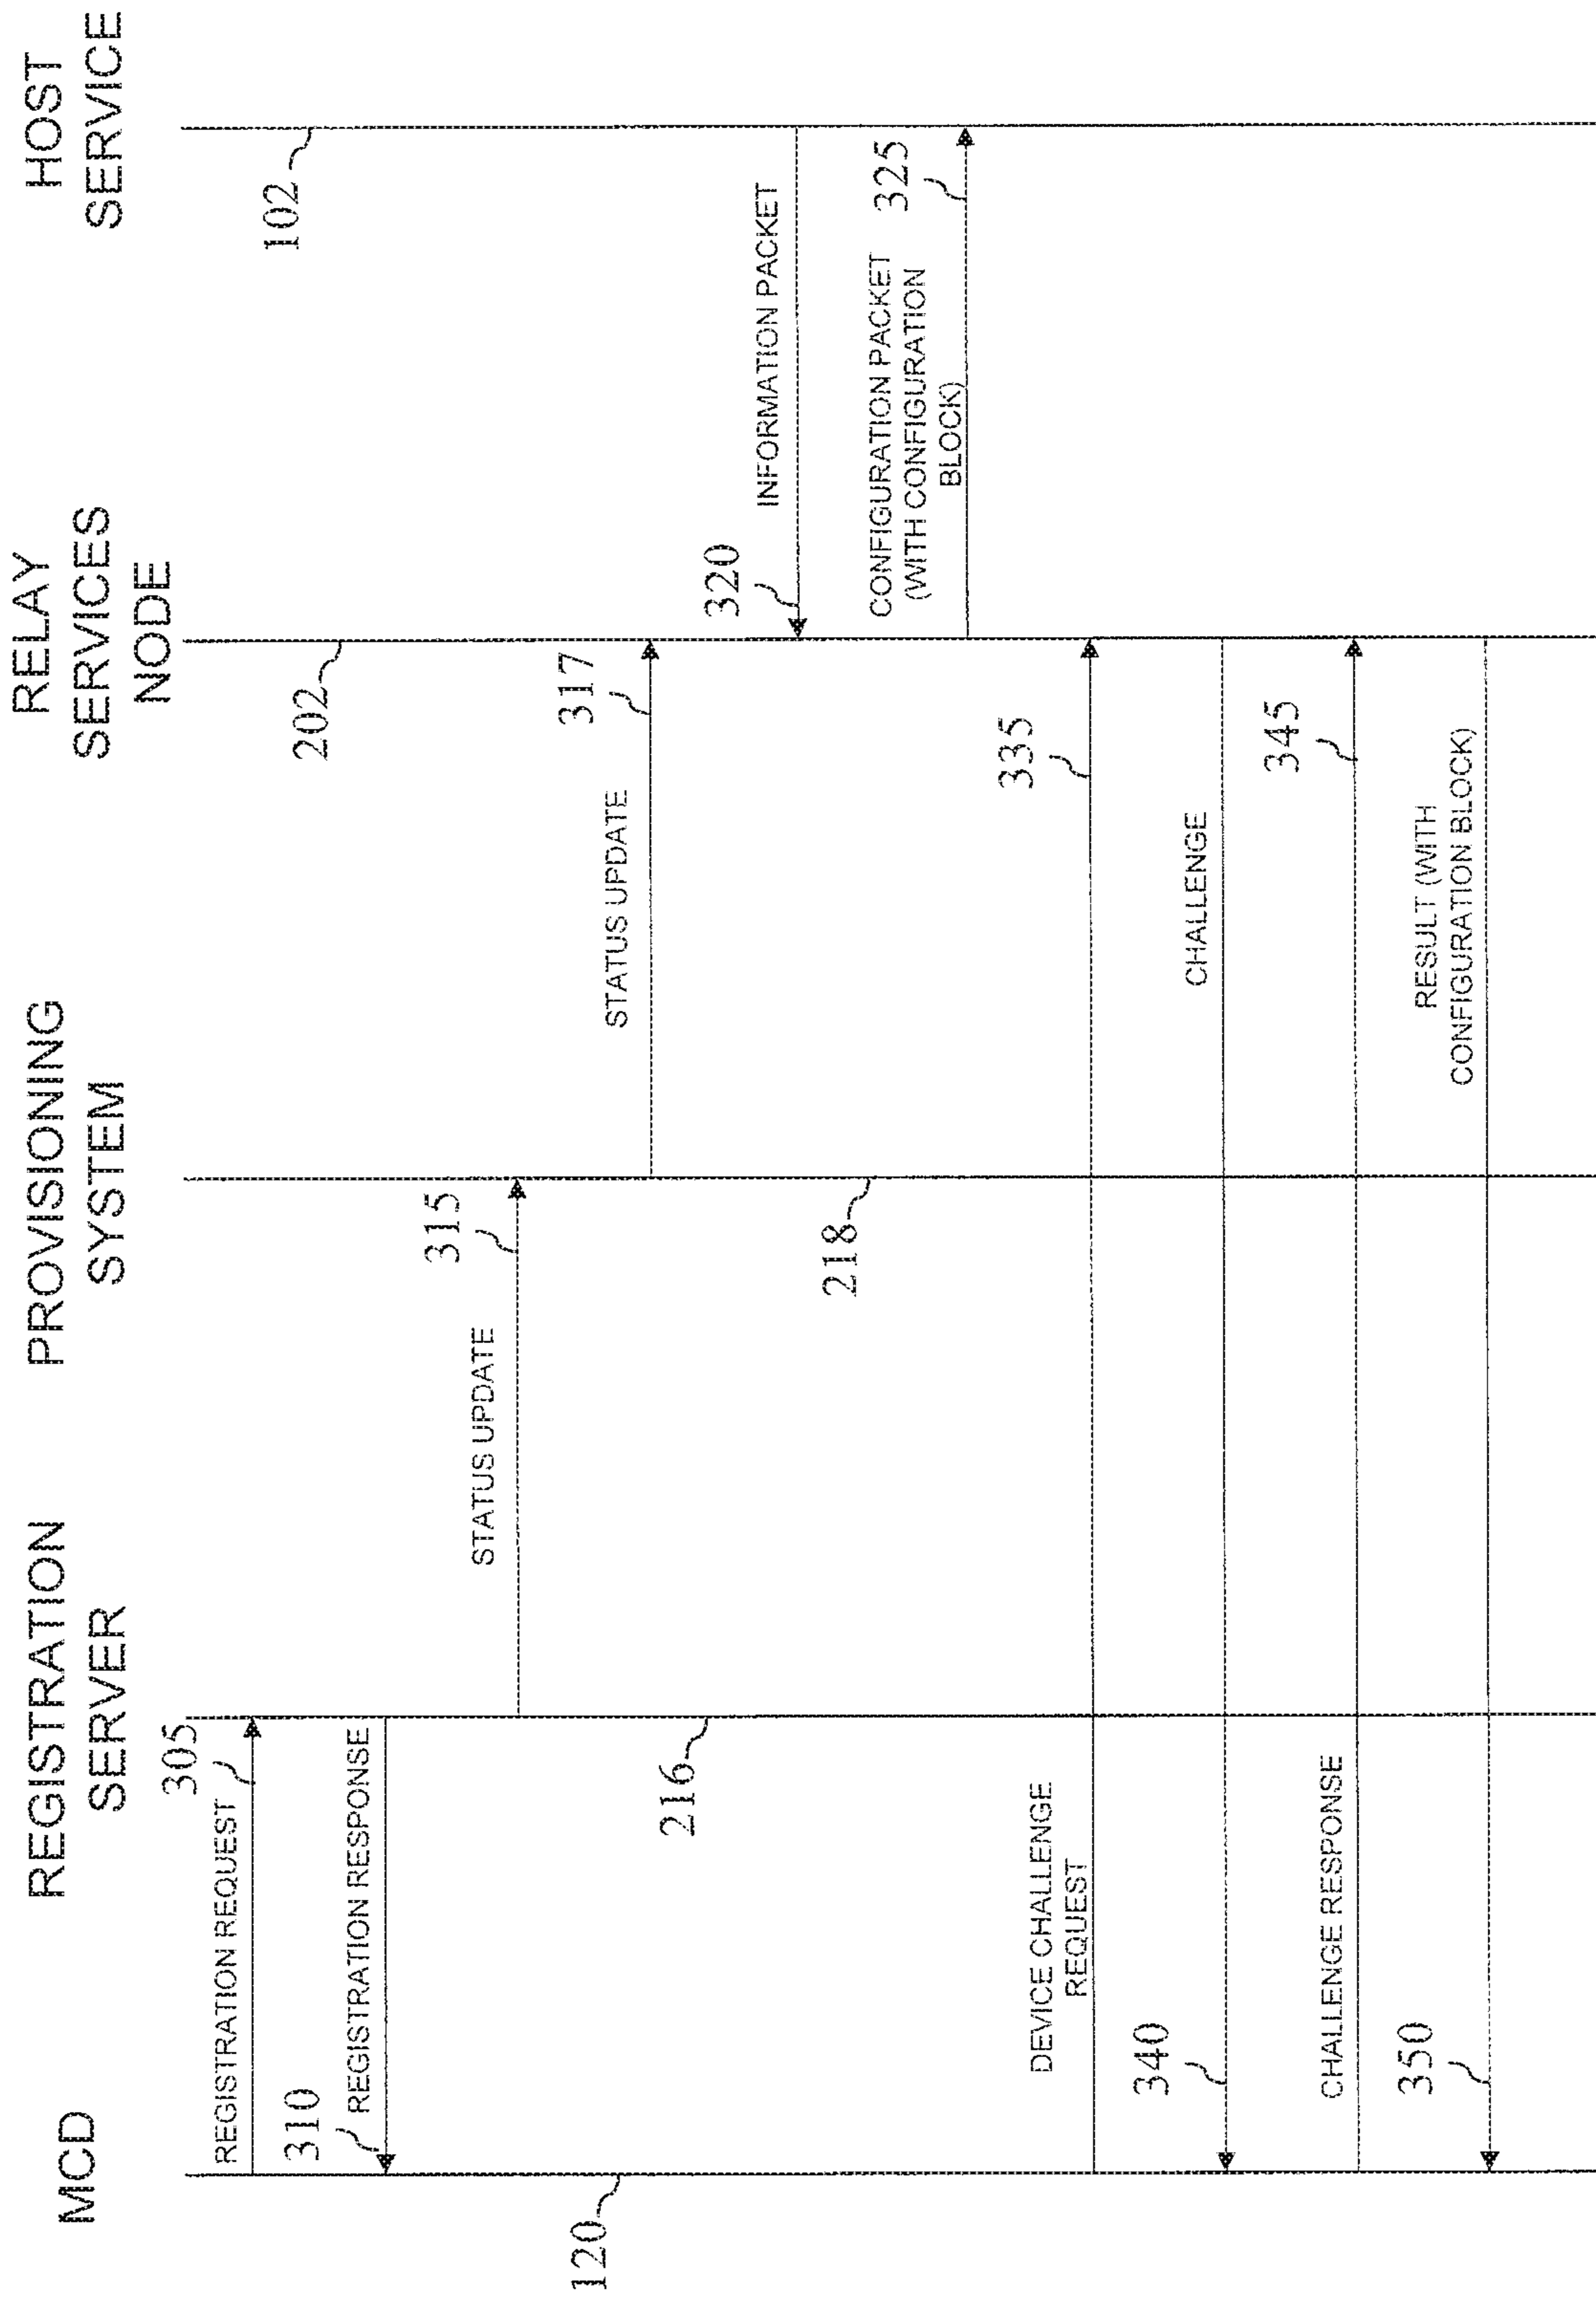 MCD
REGISTRATION
SERVER
PROVISIONING
SYSTEM
RELAY
SERVICES
NODE
HOST
SERVICE
305
REGISTRATION REQUEST
102
202
310
REGISTRATION RESPONSE
315
STATUS UPDATE
120
317
STATUS UPDATE
216
320
INFORMATION PACKET
218
325
CONFIGURATION PACKET
(WITH CONFIGURATION
BLOCK)
335
DEVICE CHALLENGE
REQUEST
340
CHALLENGE
345
CHALLENGE RESPONSE
350
RESULT (WITH
CONFIGURATION BLOCK)